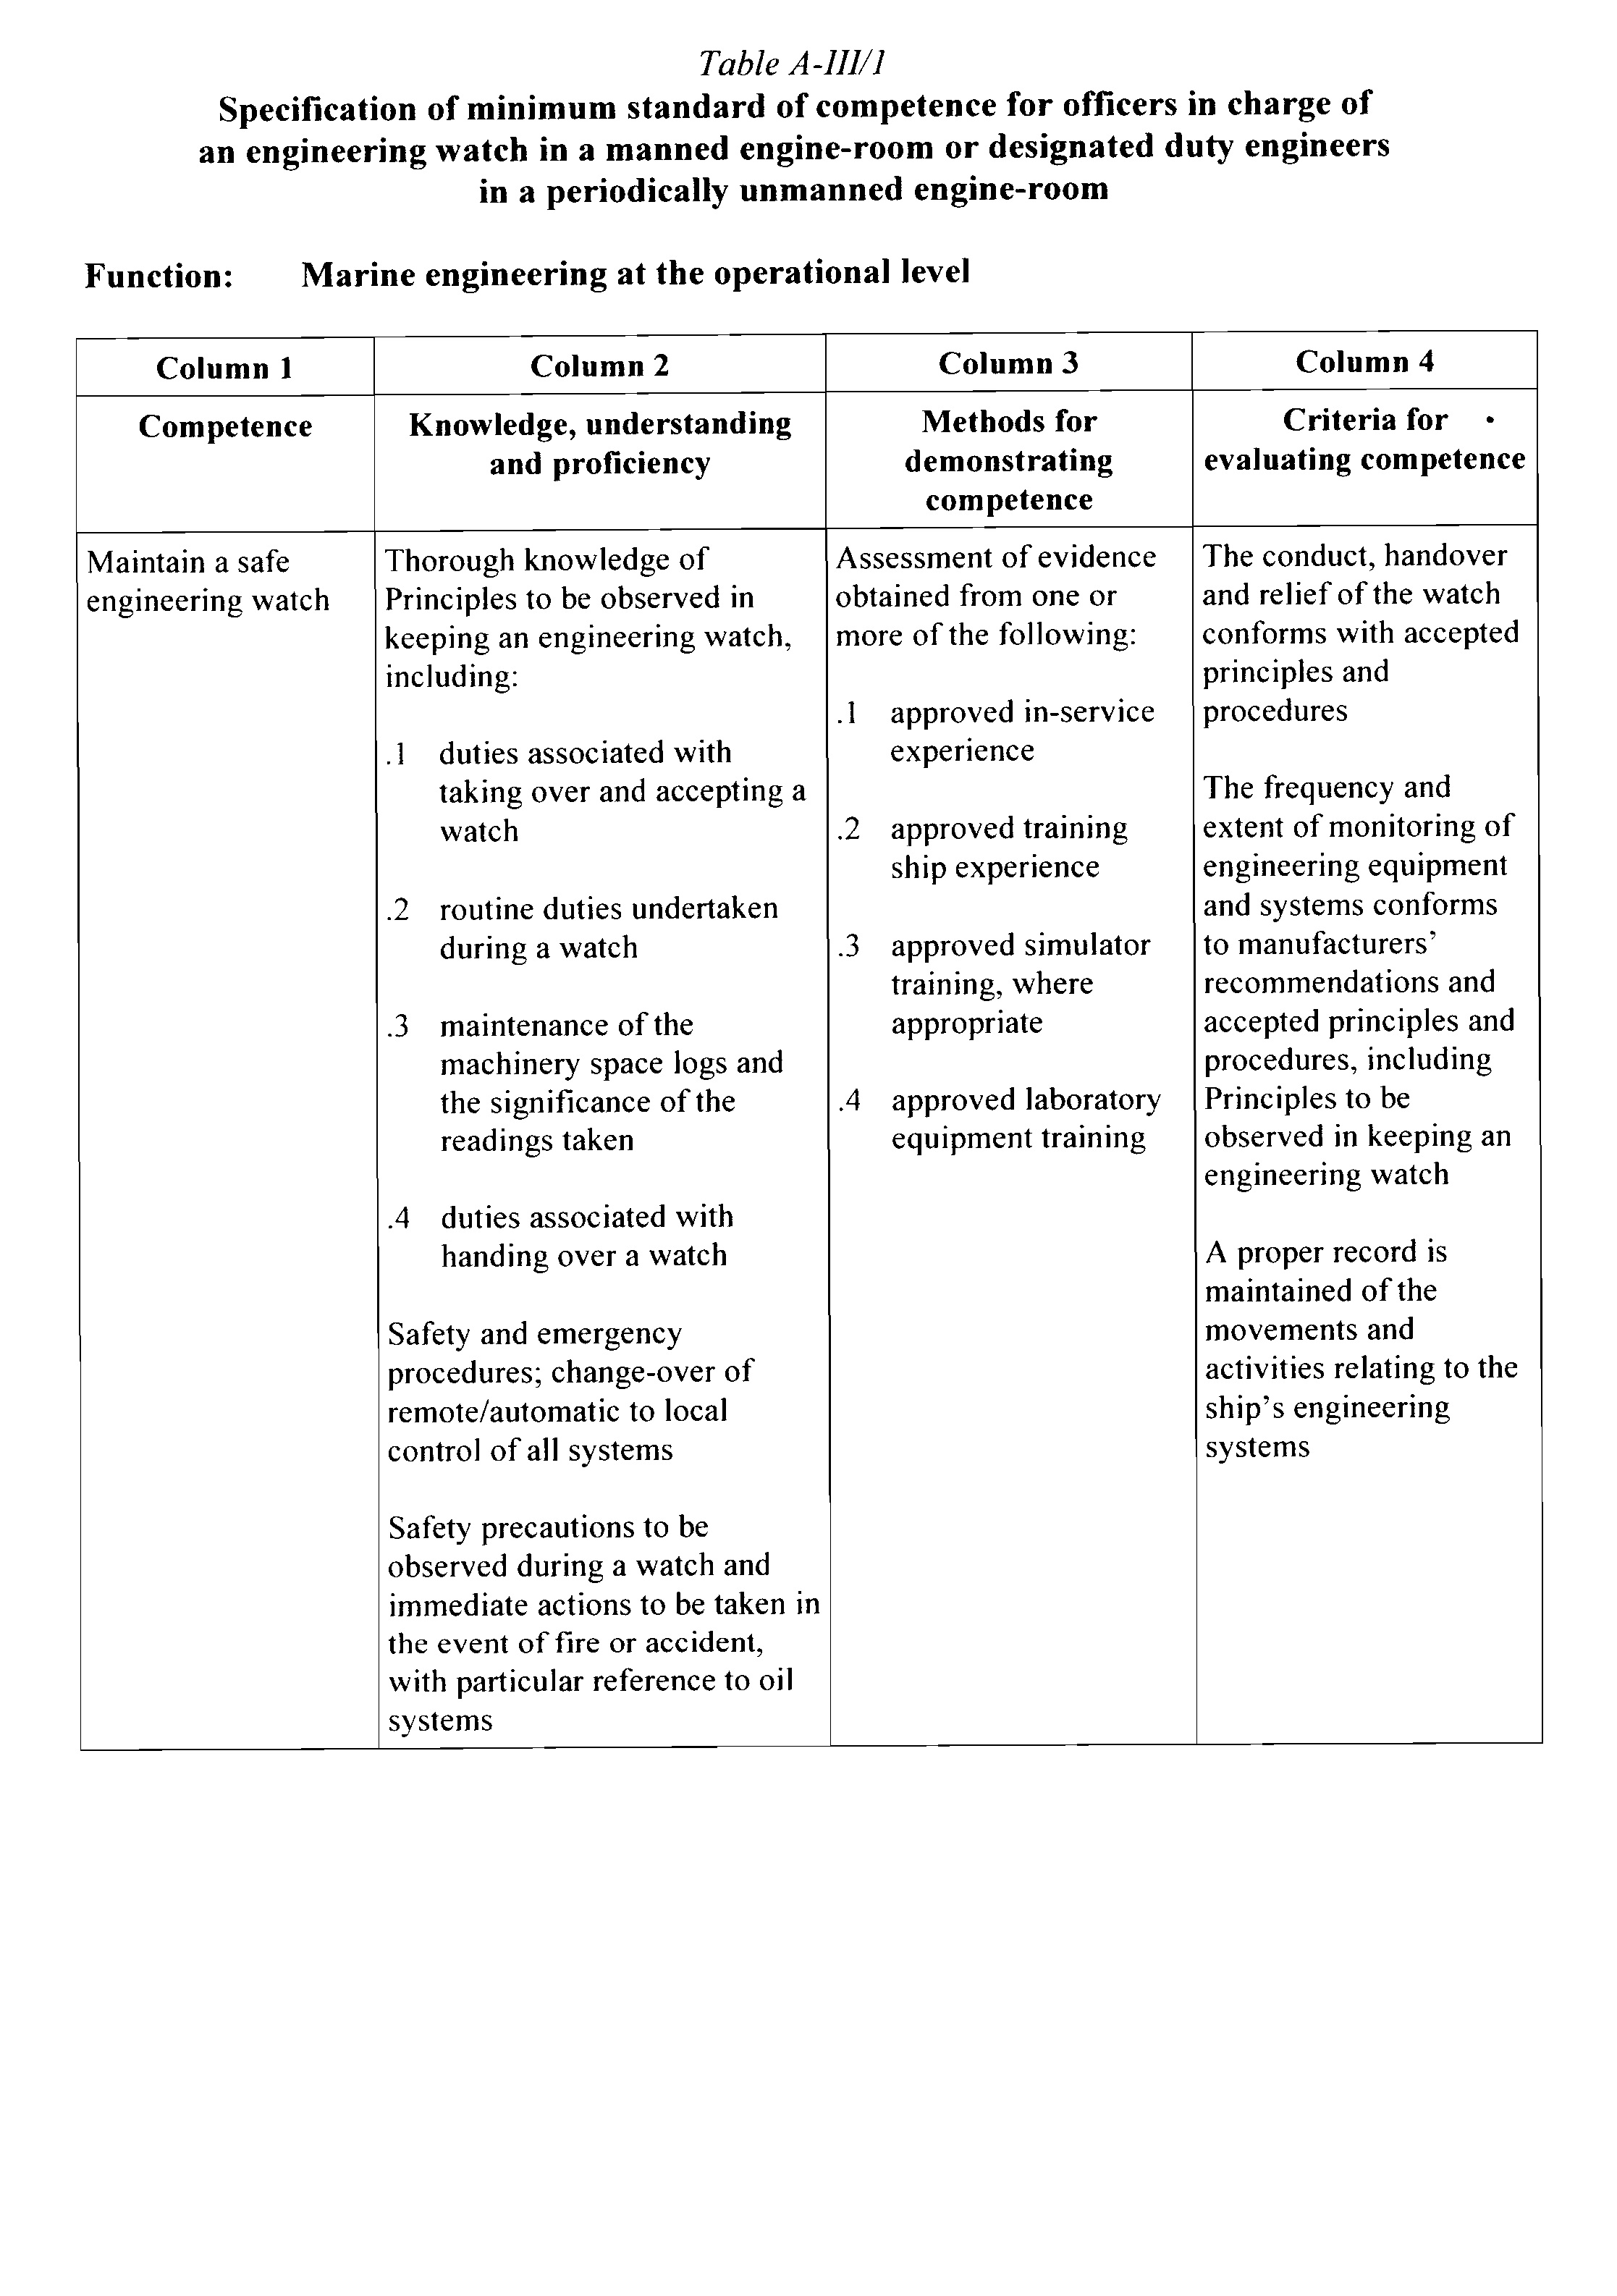 Table A-III/1
Specification of minimum standard of competence for officers in charge of
an engineering watch in a manned engine-room or designated duty engineers
in a periodically unmanned engine-room
Function: Marine engineering at the operational level
Column 1
Column 2
Column 3
Column 4
Competence
Knowledge, understanding
and proficiency
Methods for
demonstrating
competence
Criteria for
evaluating competence
Maintain a safe
engineering watch
Thorough knowledge of
Principles to be observed in
keeping an engineering watch,
including:
.1 duties associated with
taking over and accepting a
watch
.2 routine duties undertaken
during a watch
.3 maintenance of the
machinery space logs and
the significance of the
readings taken
.4 duties associated with
handing over a watch
Safety and emergency
procedures; change-over of
remote/automatic to local
control of all systems
Safety precautions to be
observed during a watch and
immediate actions to be taken in
the event of fire or accident,
with particular reference to oil
systems
Assessment of evidence
obtained from one or
more of the following:
.1 approved in-service
experience
.2 approved training
ship experience
.3 approved simulator
training, where
appropriate
.4 approved laboratory
equipment training
The conduct, handover
and relief of the watch
conforms with accepted
principles and
procedures
The frequency and
extent of monitoring of
engineering equipment
and systems conforms
to manufacturers’
recommendations and
accepted principles and
procedures, including
Principles to be
observed in keeping an
engineering watch
A proper record is
maintained of the
movements and
activities relating to the
ship’s engineering
systems